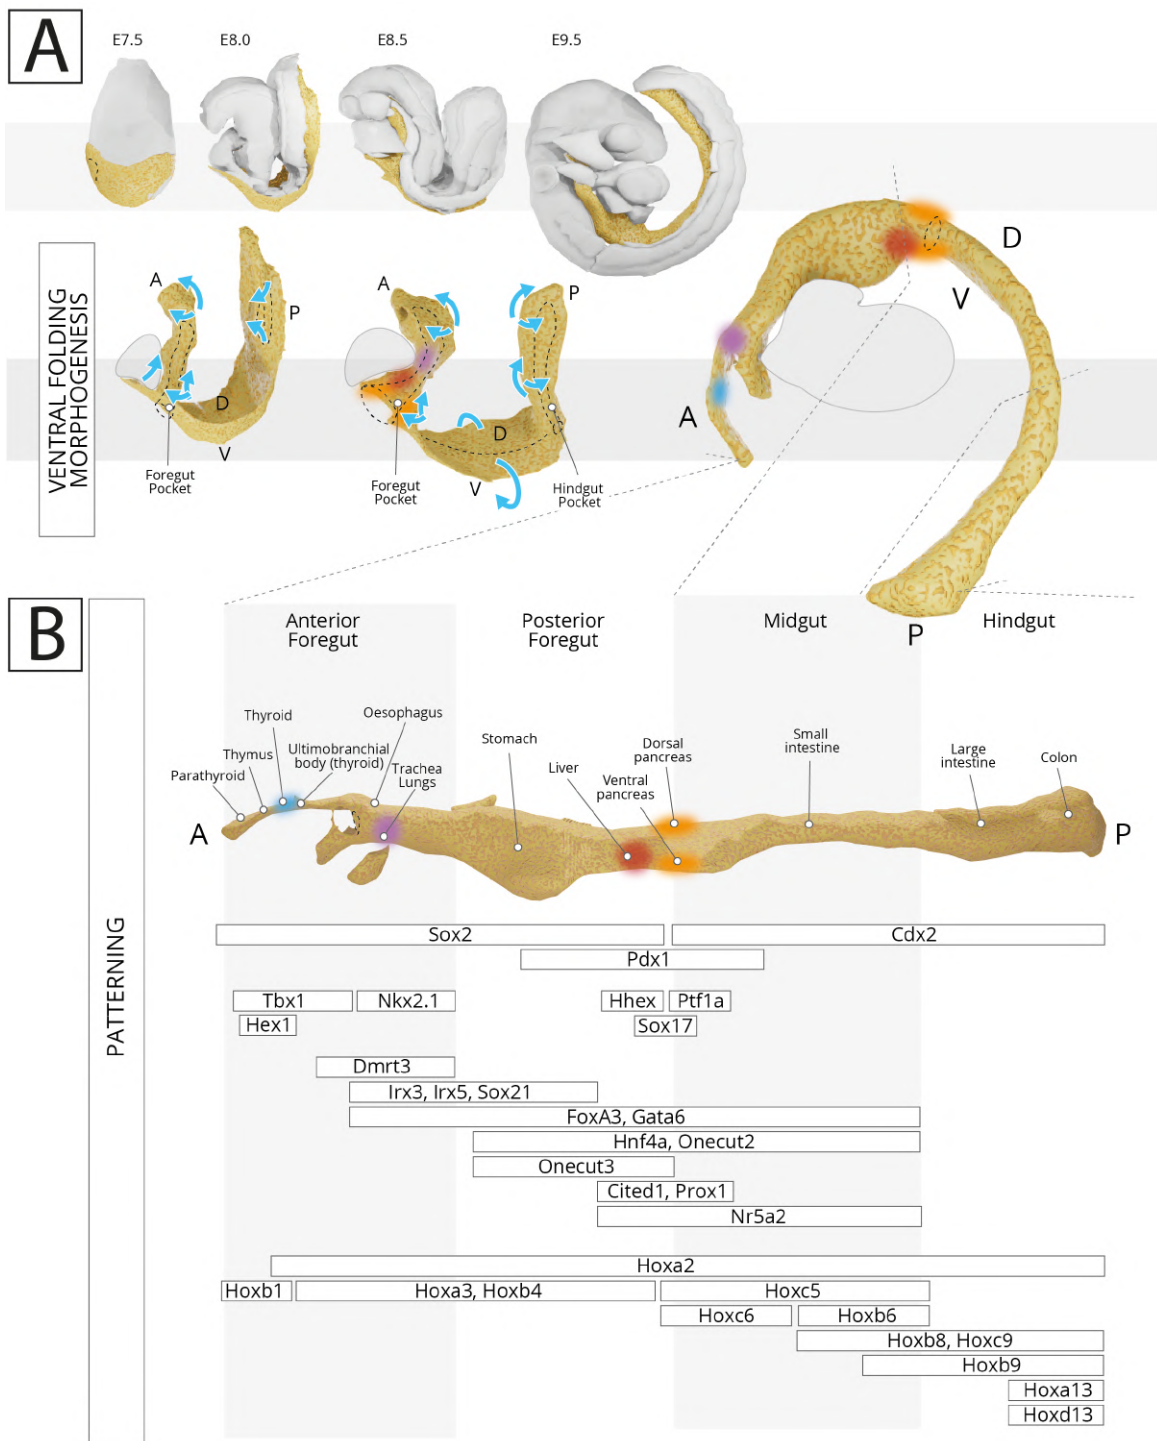 A
E7.5
E8.0
E8.5
E9.5
VENTRAL FOLDING
MORPHOGENESIS
A
P
D
V
Foregut
Pocket
A
P
D
V
Foregut
Pocket
Hindgut
Pocket
D
V
A
P
B
PATTERNING
Anterior
Foregut
Posterior
Foregut
Midgut
Hindgut
Parathyroid
Thymus
Thyroid
Ultimobranchial
body (thyroid)
Oesophagus
Trachea
Lungs
Stomach
Liver
Ventral
pancreas
Dorsal
pancreas
Small
intestine
Large
intestine
Colon
A
P
Sox2
Cdx2
Pdx1
Tbx1
Nkx2.1
Hhex
Ptf1a
Hex1
Sox17
Dmrt3
Irx3, Irx5, Sox21
FoxA3, Gata6
Hnf4a, Onecut2
Onecut3
Cited1, Prox1
Nr5a2
Hoxa2
Hoxb1
Hoxa3, Hoxb4
Hoxc5
Hoxc6
Hoxb6
Hoxb8, Hoxc9
Hoxb9
Hoxa13
Hoxd13